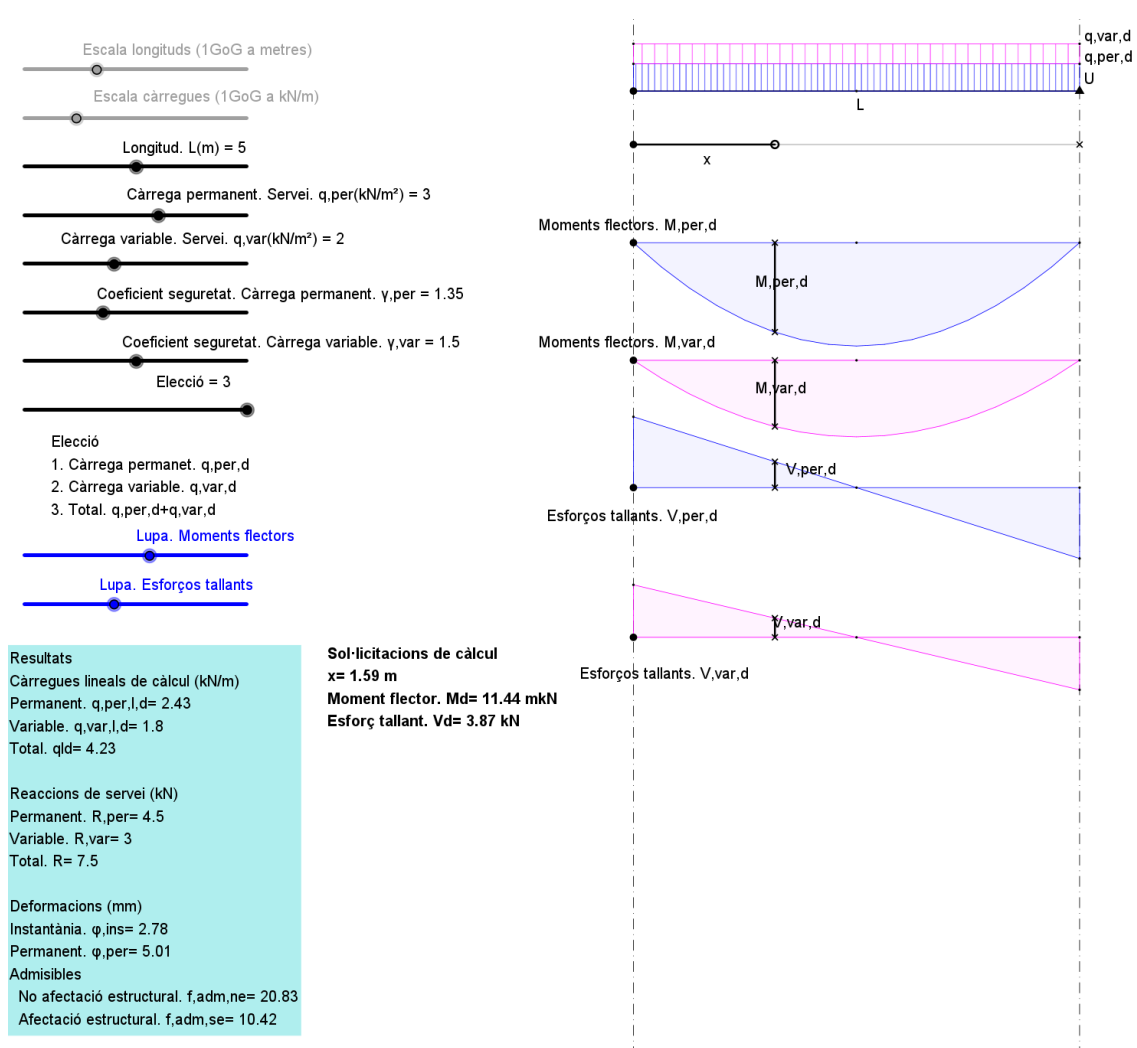 Escala longituds (1GoG a metres)
Escala càrregues (1GoG a kN/m)
Longitud. L(m) = 5
Càrrega permanent. Servei. q,per(kN/m²) = 3
Càrrega variable. Servei. q,var(kN/m²) = 2
Coeficient seguretat. Càrrega permanent. γ,per = 1.35
Coeficient seguretat. Càrrega variable. γ,var = 1.5
Elecció = 3
Elecció
1. Càrrega permanet. q,per,d
2. Càrrega variable. q,var,d
3. Total. q,per,d+q,var,d
Lupa. Moments flectors
Lupa. Esforços tallants
Resultats
Càrregues lineals de càlcul (kN/m)
Permanent. q,per,l,d= 2.43
Variable. q,var,l,d= 1.8
Total. qld= 4.23
Reaccions de servei (kN)
Permanent. R,per= 4.5
Variable. R,var= 3
Total. R= 7.5
Deformacions (mm)
Instantània. φ,ins= 2.78
Permanent. φ,per= 5.01
Admisibles
No afectació estructural. f,adm,ne= 20.83
Afectació estructural. f,adm,se= 10.42
Sol·licitacions de càlcul
x= 1.59 m
Moment flector. Md= 11.44 mkN
Esforç tallant. Vd= 3.87 kN
q,var,d
q,per,d
U
L
x
Moments flectors. M,per,d
M,per,d
Moments flectors. M,var,d
M,var,d
V,per,d
Esforços tallants. V,per,d
V,var,d
Esforços tallants. V,var,d